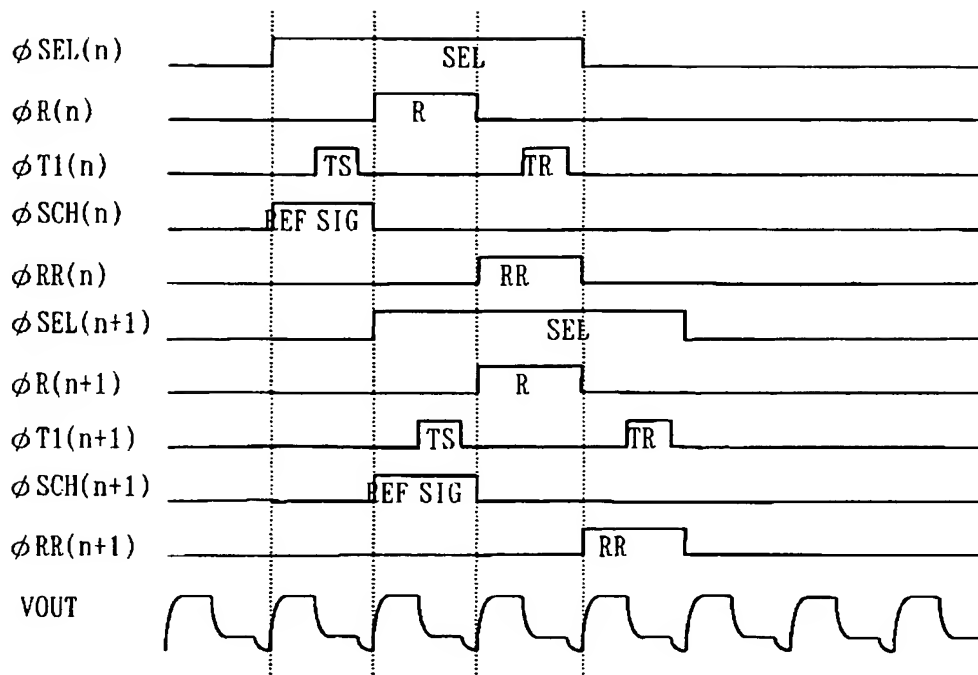 ϕSEL(n) SEL
ϕR(n) R
ϕT1(n) TS TR
ϕSCH(n) REF SIG
ϕRR(n) RR
ϕSEL(n+1) SEL
ϕR(n+1) R
ϕT1(n+1) TS TR
ϕSCH(n+1) REF SIG
ϕRR(n+1) RR
VOUT